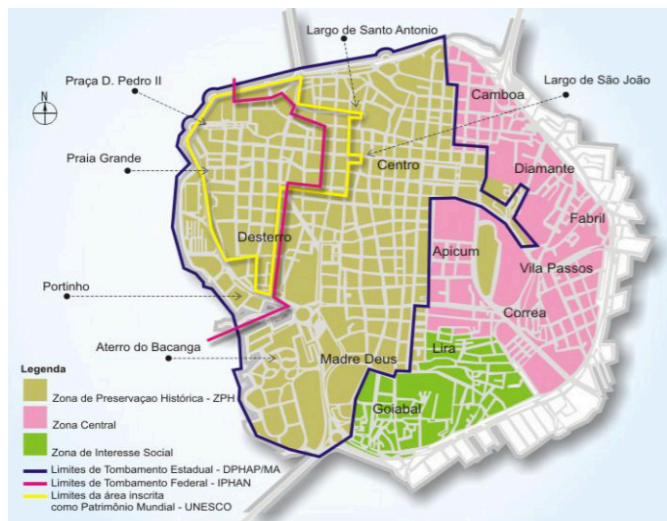 Largo de Santo Antonio
Praça D. Pedro II
Largo de São João
Camboa
N
Praia Grande
Centro
Diamante
Fabril
Desterro
Apicum
Vila Passos
Portinho
Correa
Lira
Aterro do Bacanga
Madre Deus
Goiabal
Legenda
Zona de Preservaçao Histórica - ZPH
Zona Central
Zona de Interesse Social
Limites de Tombamento Estadual - DPHAP/MA
Limites de Tombamento Federal - IPHAN
Limites da área inscrita
como Patrimônio Mundial - UNESCO